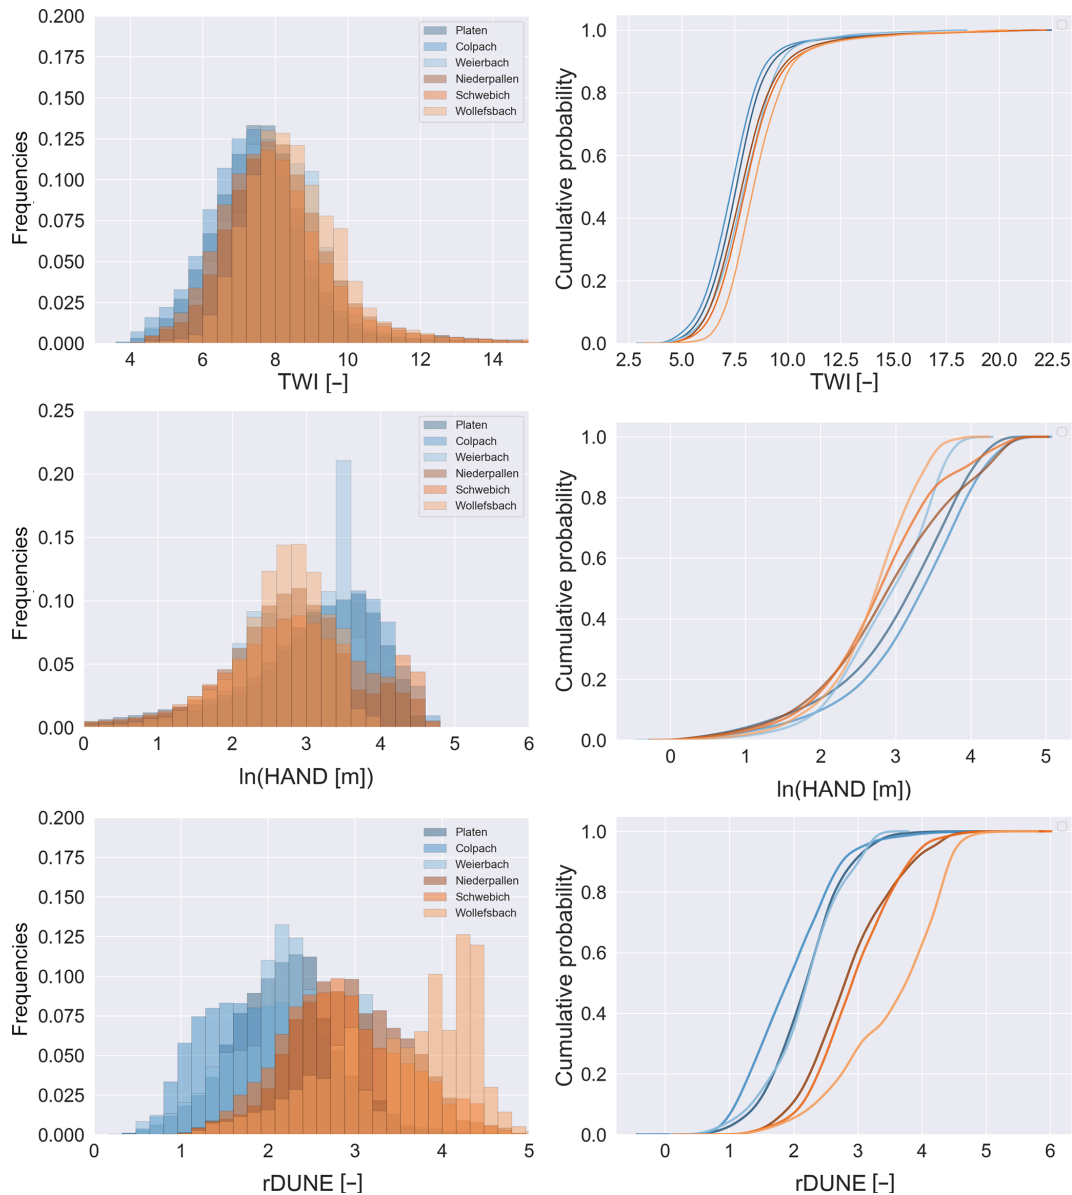 0.200
0.175
0.150
0.125
0.100
0.075
0.050
0.025
0.000
Frequencies
4 6 8 10 12 14
TWI [–]
Platen
Colpach
Weierbach
Niederpallen
Schwebich
Wollefsbach
1.0
0.8
0.6
0.4
0.2
0.0
Cumulative probability
2.5 5.0 7.5 10.0 12.5 15.0 17.5 20.0 22.5
TWI [–]
0.25
0.20
0.15
0.10
0.05
0.00
Frequencies
0 1 2 3 4 5 6
ln(HAND [m])
Platen
Colpach
Weierbach
Niederpallen
Schwebich
Wollefsbach
1.0
0.8
0.6
0.4
0.2
0.0
Cumulative probability
0 1 2 3 4 5
ln(HAND [m])
0.200
0.175
0.150
0.125
0.100
0.075
0.050
0.025
0.000
Frequencies
0 1 2 3 4 5
rDUNE [–]
Platen
Colpach
Weierbach
Niederpallen
Schwebich
Wollefsbach
1.0
0.8
0.6
0.4
0.2
0.0
Cumulative probability
0 1 2 3 4 5 6
rDUNE [–]